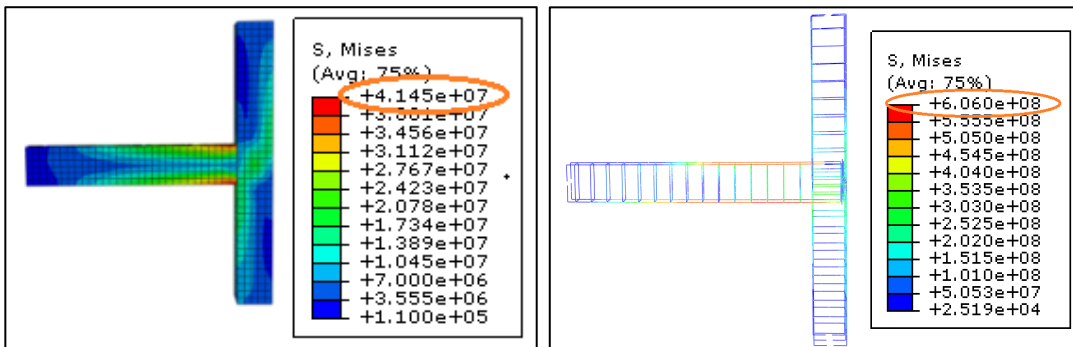 S, Mises
(Avg: 75%)
+4.145e+07
+3.456e+07
+3.112e+07
+2.767e+07
+2.423e+07
+2.078e+07
+1.734e+07
+1.389e+07
+1.045e+07
+7.000e+06
+3.555e+06
+1.100e+05
S, Mises
(Avg: 75%)
+6.060e+08
+5.555e+08
+5.050e+08
+4.545e+08
+4.040e+08
+3.535e+08
+3.030e+08
+2.525e+08
+2.020e+08
+1.515e+08
+1.010e+08
+5.053e+07
+2.519e+04